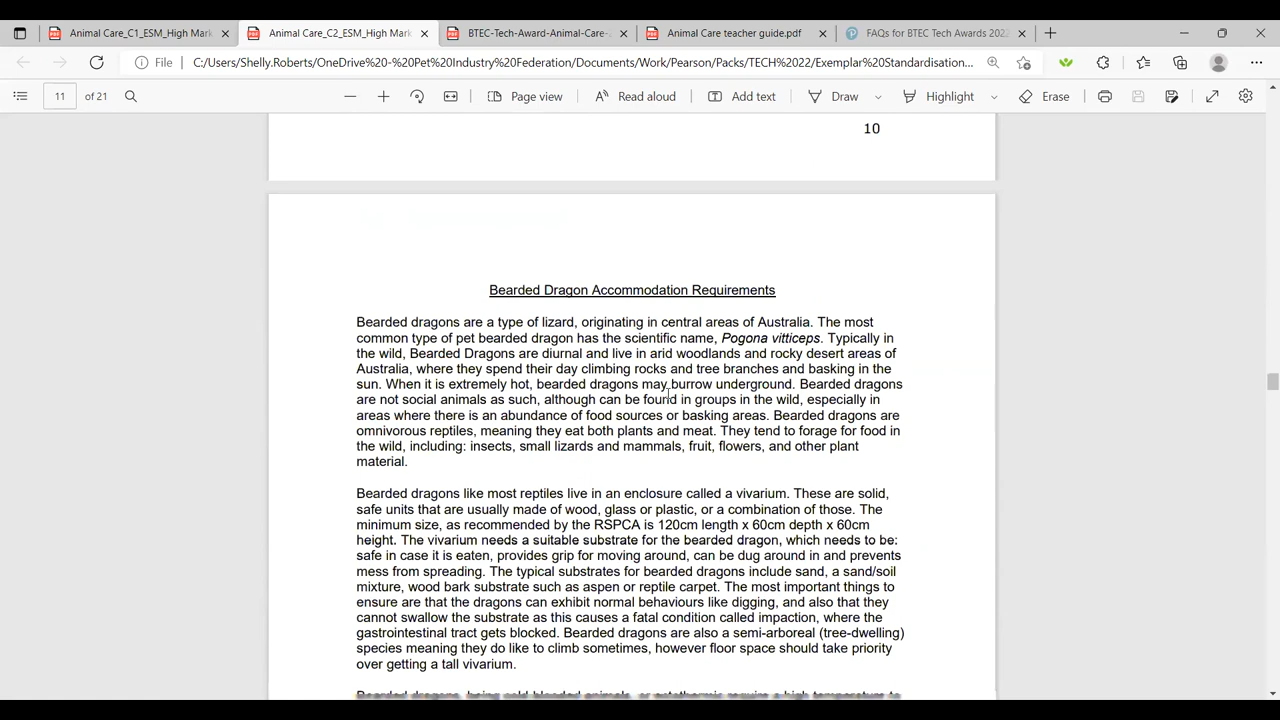 Animal Care_C1_ESM_High Mark
Animal Care_C2_ESM_High Mark
BTEC-Tech-Award-Animal-Care-
Animal Care teacher guide.pdf
FAQs for BTEC Tech Awards 2022
File
C:/Users/Shelly.Roberts/OneDrive%20-%20Pet%20Industry%20Federation/Documents/Work/Pearson/Packs/TECH%2022/Exemplar%20Standardisation...
11 of 21
Page view
Read aloud
Add text
Draw
Highlight
Erase
10
Bearded Dragon Accommodation Requirements
Bearded dragons are a type of lizard, originating in central areas of Australia. The most
common type of pet bearded dragon has the scientific name, Pogona vitticeps. Typically in
the wild, Bearded Dragons are diurnal and live in arid woodlands and rocky desert areas of
Australia, where they spend their day climbing rocks and tree branches and basking in the
sun. When it is extremely hot, bearded dragons may burrow underground. Bearded dragons
are not social animals as such, although can be found in groups in the wild, especially in
areas where there is an abundance of food sources or basking areas. Bearded dragons are
omnivorous reptiles, meaning they eat both plants and meat. They tend to forage for food in
the wild, including: insects, small lizards and mammals, fruit, flowers, and other plant
material.
Bearded dragons like most reptiles live in an enclosure called a vivarium. These are solid,
safe units that are usually made of wood, glass or plastic, or a combination of those. The
minimum size, as recommended by the RSPCA is 120cm length x 60cm depth x 60cm
height. The vivarium needs a suitable substrate for the bearded dragon, which needs to be:
safe in case it is eaten, provides grip for moving around, can be dug around in and prevents
mess from spreading. The typical substrates for bearded dragons include sand, a sand/soil
mixture, wood bark substrate such as aspen or reptile carpet. The most important things to
ensure are that the dragons can exhibit normal behaviours like digging, and also that they
cannot swallow the substrate as this causes a fatal condition called impaction, where the
gastrointestinal tract gets blocked. Bearded dragons are also a semi-arboreal (tree-dwelling)
species meaning they do like to climb sometimes, however floor space should take priority
over getting a tall vivarium.
Bearded dragons, being cold blooded animals, or ectothermic require a high temperature to